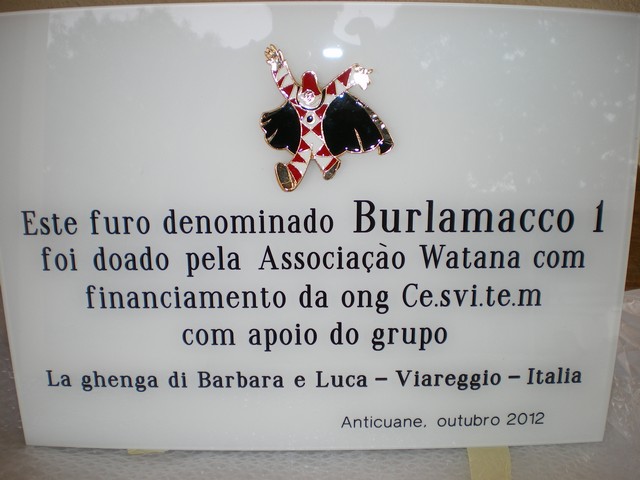 Este furo denominado Burlamacco 1
foi doado pela Associaçào Watana com
financiamento da ong Ce.svi.te.m
com apoio do grupo
La ghenga di Barbara e Luca – Viareggio – Italia
Anticuane, outubro 2012